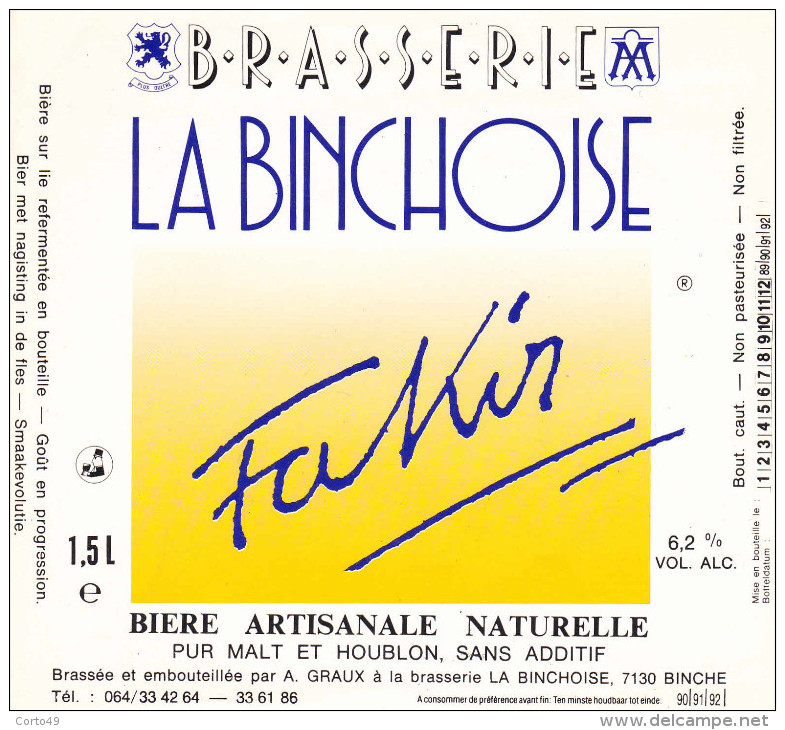 PLUS OULTRE
B·R·A·S·S·E·R·I·E
LA BINCHOISE
Fakir
®
Bière sur lie refermentée en bouteille — Goût en progression.
Bier met nagisting in de fles — Smaakevolutie.
1,5 L
e
6,2 % VOL. ALC.
Bout. caut. — Non pasteurisée — Non filtrée.
1|2|3|4|5|6|7|8|9|10|11|12|89|90|91|92|
Mise en bouteille le :
Botteldatum :
BIERE ARTISANALE NATURELLE
PUR MALT ET HOUBLON, SANS ADDITIF
Brassée et embouteillée par A. GRAUX à la brasserie LA BINCHOISE, 7130 BINCHE
Tél. : 064/33 42 64 — 33 61 86
A consommer de préférence avant fin: Ten minste houdbaar tot einde: 90|91|92|
Corto49
www.delcampe.net